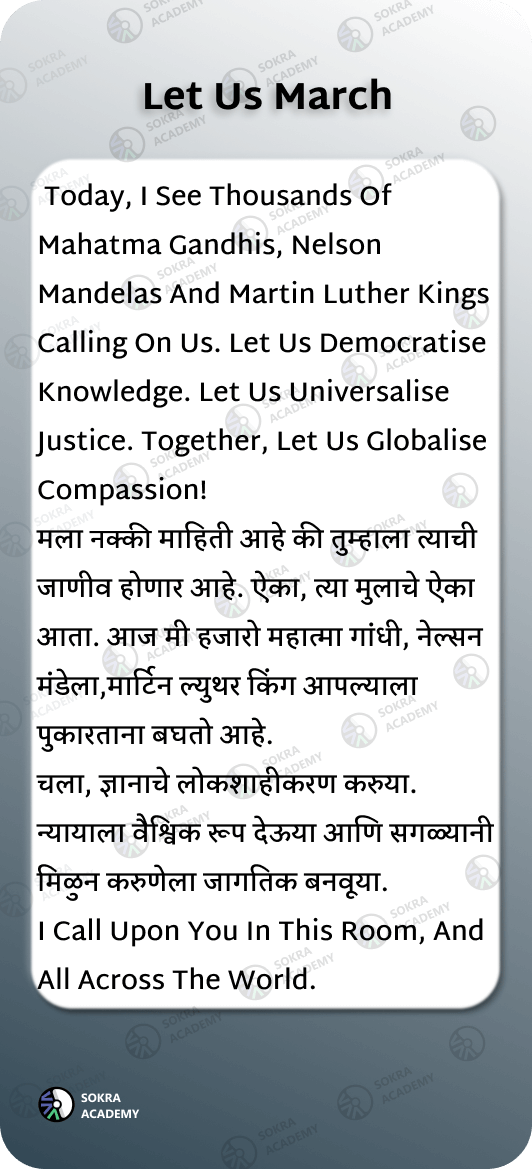 Let Us March
Today, I See Thousands Of
Mahatma Gandhis, Nelson
Mandelas And Martin Luther Kings
Calling On Us. Let Us Democratise
Knowledge. Let Us Universalise
Justice. Together, Let Us Globalise
Compassion!
मला नक्की माहिती आहे की तुम्हाला त्याची
जाणीव होणार आहे. ऐका, त्या मुलाचे ऐका
आता. आज मी हजारो महात्मा गांधी, नेल्सन
मंडेला,मार्टिन ल्युथर किंग आपल्याला
पुकारताना बघतो आहे.
चला, ज्ञानाचे लोकशाहीकरण करुया.
न्यायाला वैश्विक रूप देऊया आणि सगळ्यानी
मिळुन करुणेला जागतिक बनवूया.
I Call Upon You In This Room, And
All Across The World.
SOKRA
ACADEMY